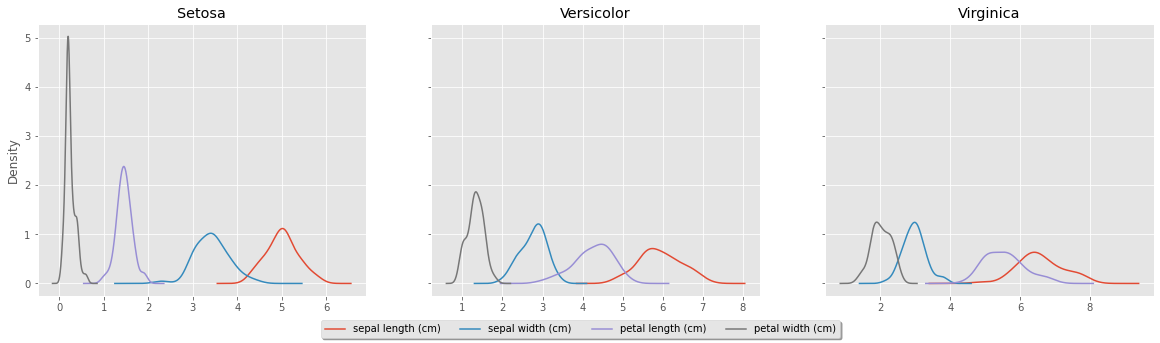 Setosa
Versicolor
Virginica
Density
5
4
3
2
1
0
0 1 2 3 4 5 6
1 2 3 4 5 6 7 8
2 4 6 8
sepal length (cm) sepal width (cm) petal length (cm) petal width (cm)